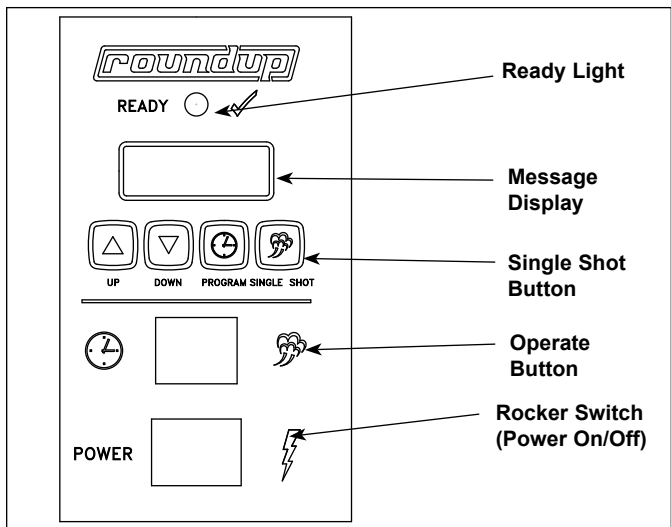 roundup
READY
Ready Light
Message
Display
UP DOWN PROGRAM SINGLE SHOT
Single Shot
Button
Operate
Button
POWER
Rocker Switch
(Power On/Off)